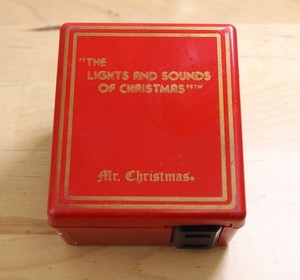 "THE
LIGHTS AND SOUNDS
OF CHRISTMAS"™
Mr. Christmas®